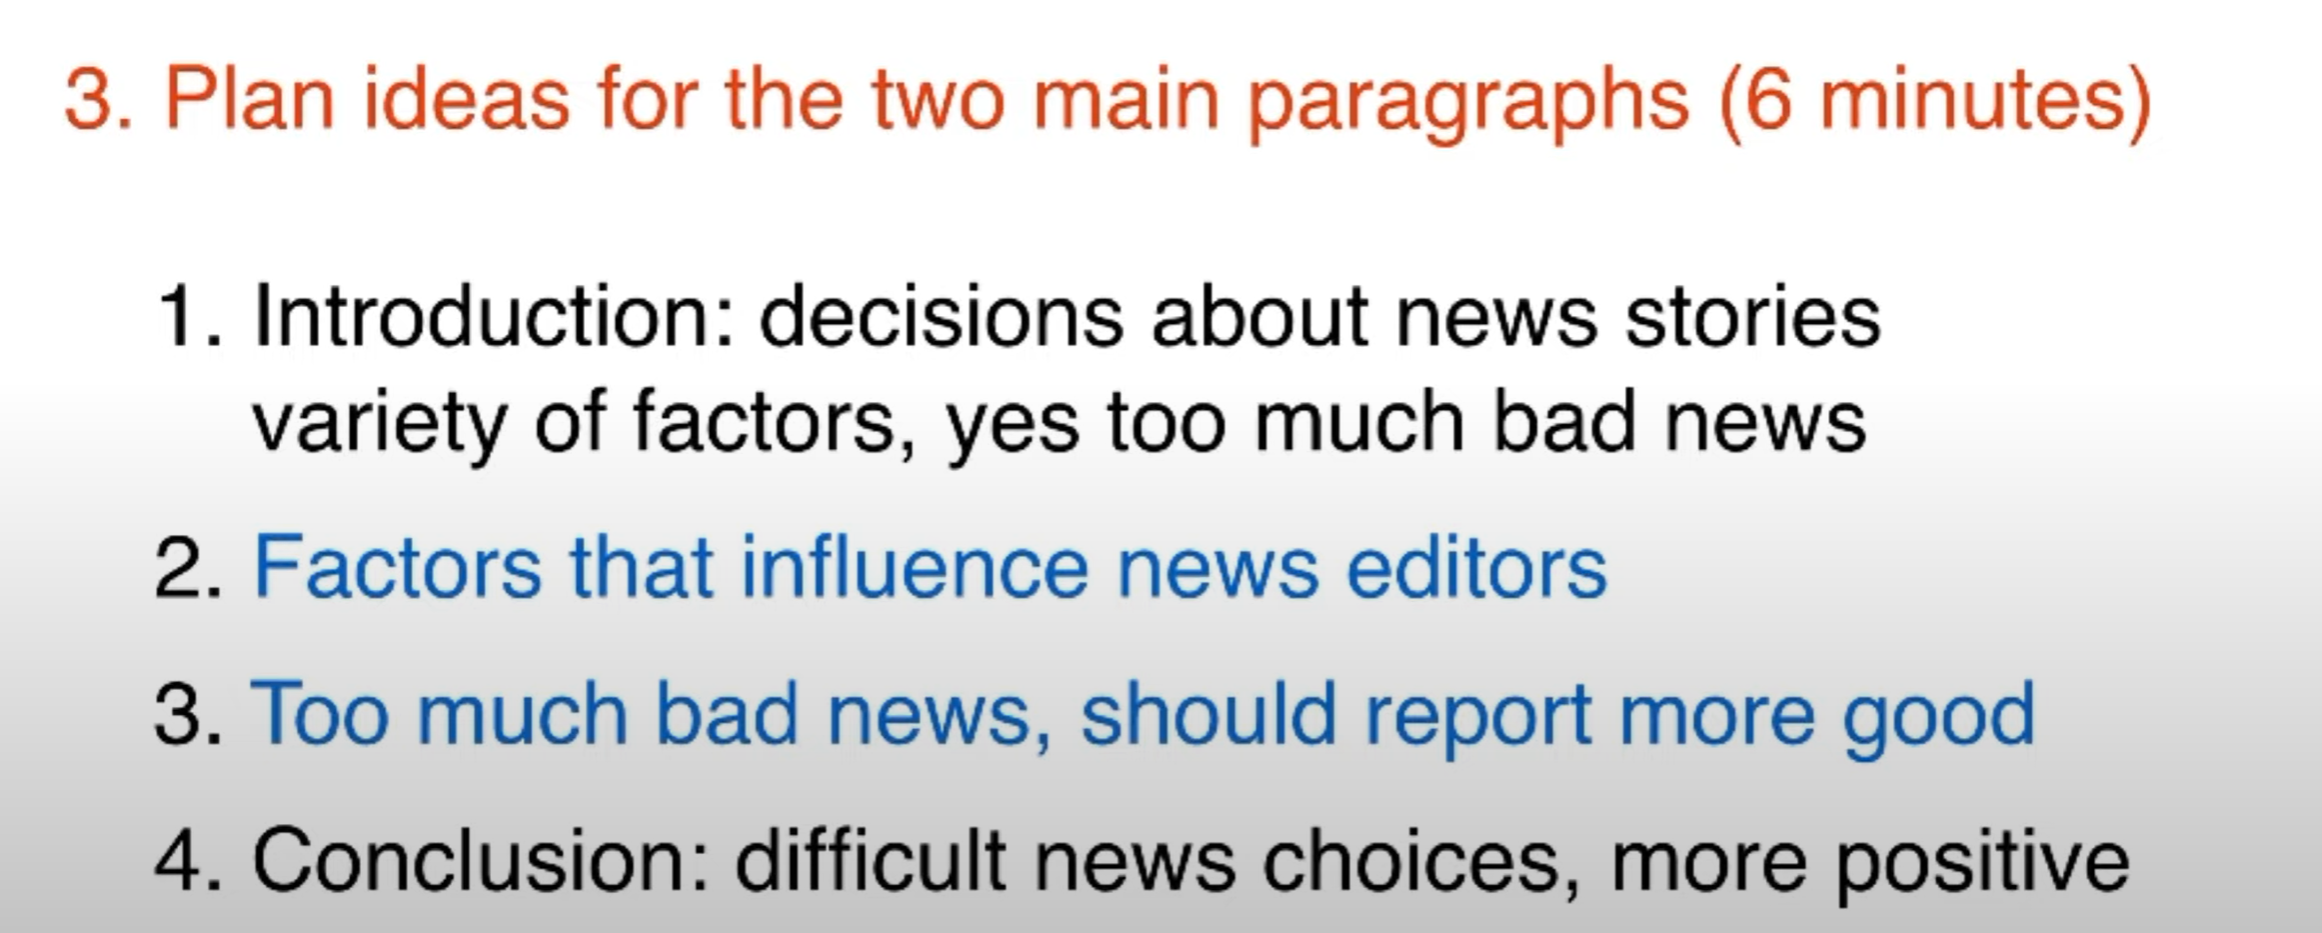 3. Plan ideas for the two main paragraphs (6 minutes)
1. Introduction: decisions about news stories
variety of factors, yes too much bad news
2. Factors that influence news editors
3. Too much bad news, should report more good
4. Conclusion: difficult news choices, more positive